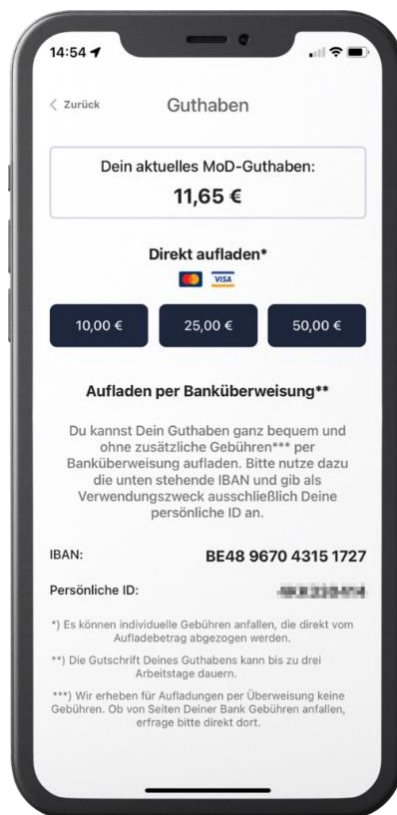 14:54
Zurück
Guthaben
Dein aktuelles MoD-Guthaben:
11,65 €
Direkt aufladen*
VISA
10,00 €
25,00 €
50,00 €
Aufladen per Banküberweisung**
Du kannst Dein Guthaben ganz bequem und
ohne zusätzliche Gebühren*** per
Banküberweisung aufladen. Bitte nutze dazu
die unten stehende IBAN und gib als
Verwendungszweck ausschließlich Deine
persönliche ID an.
IBAN: BE48 9670 4315 1727
Persönliche ID:
*) Es können individuelle Gebühren anfallen, die direkt vom
Aufladebetrag abgezogen werden.
**) Die Gutschrift Deines Guthabens kann bis zu drei
Arbeitstage dauern.
***) Wir erheben für Aufladungen per Überweisung keine
Gebühren. Ob von Seiten Deiner Bank Gebühren anfallen,
erfrage bitte direkt dort.